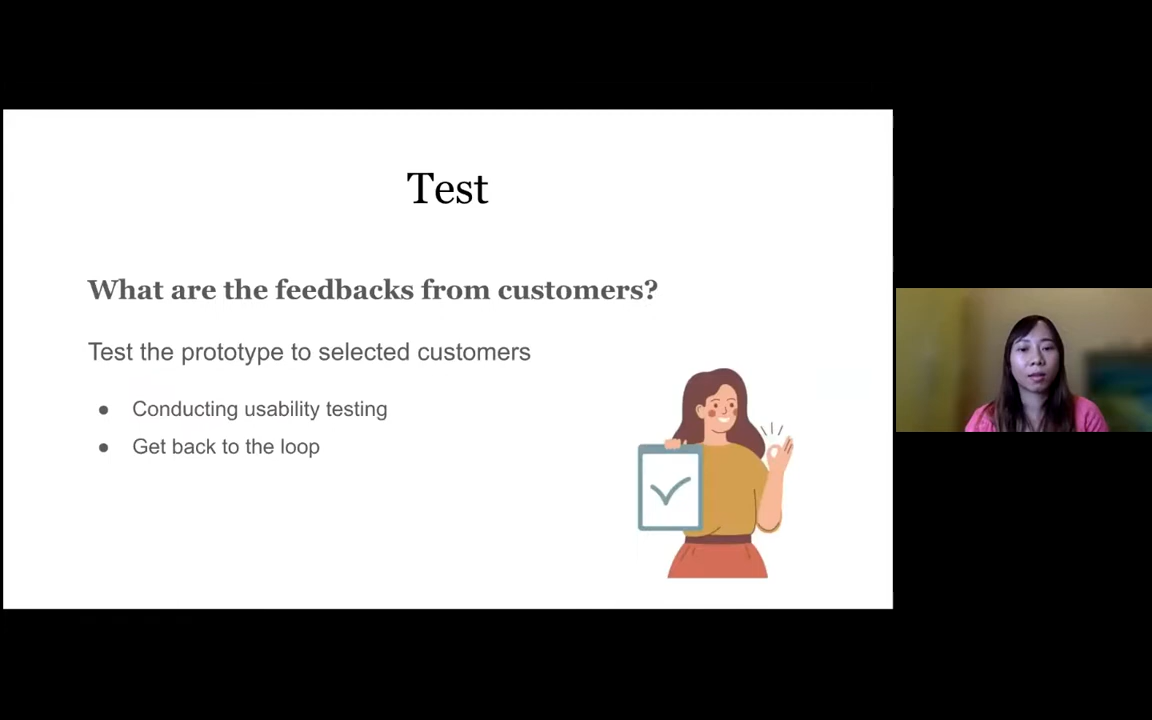 Test
What are the feedbacks from customers?
Test the prototype to selected customers
● Conducting usability testing
● Get back to the loop